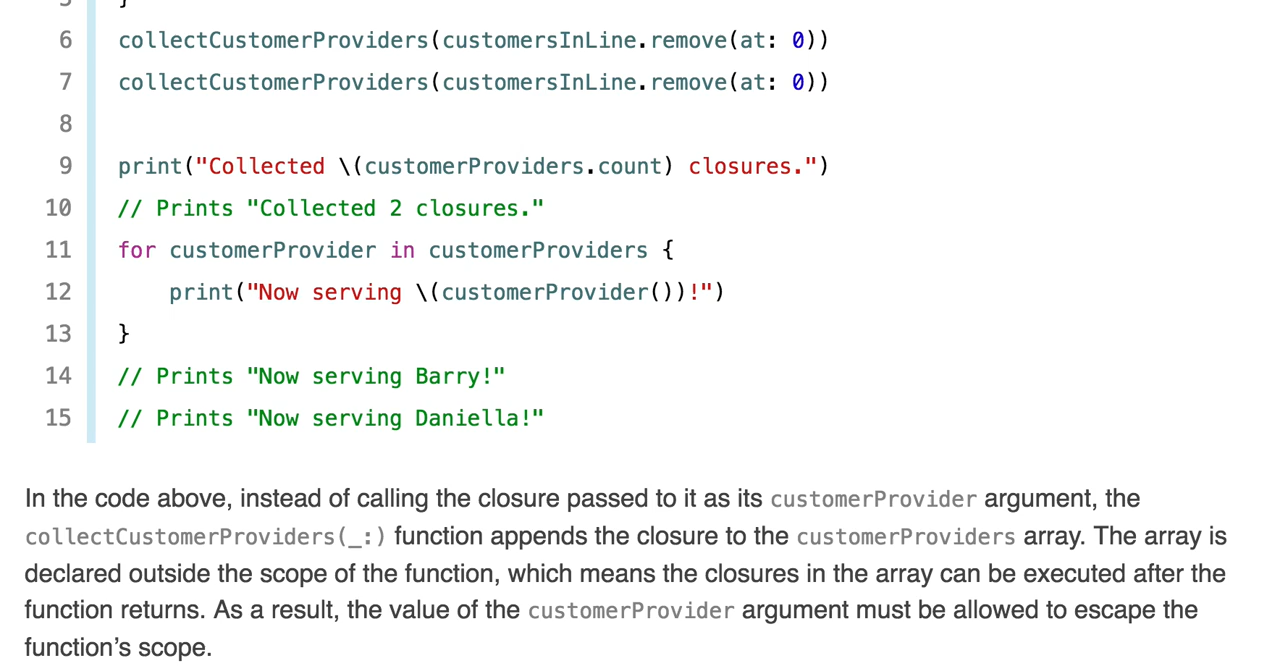 5 }
6 collectCustomerProviders(customersInLine.remove(at: 0))
7 collectCustomerProviders(customersInLine.remove(at: 0))
8
9 print("Collected \(customerProviders.count) closures.")
10 // Prints "Collected 2 closures."
11 for customerProvider in customerProviders {
12     print("Now serving \(customerProvider())!")
13 }
14 // Prints "Now serving Barry!"
15 // Prints "Now serving Daniella!"
In the code above, instead of calling the closure passed to it as its customerProvider argument, the
collectCustomerProviders(_:) function appends the closure to the customerProviders array. The array is
declared outside the scope of the function, which means the closures in the array can be executed after the
function returns. As a result, the value of the customerProvider argument must be allowed to escape the
function’s scope.